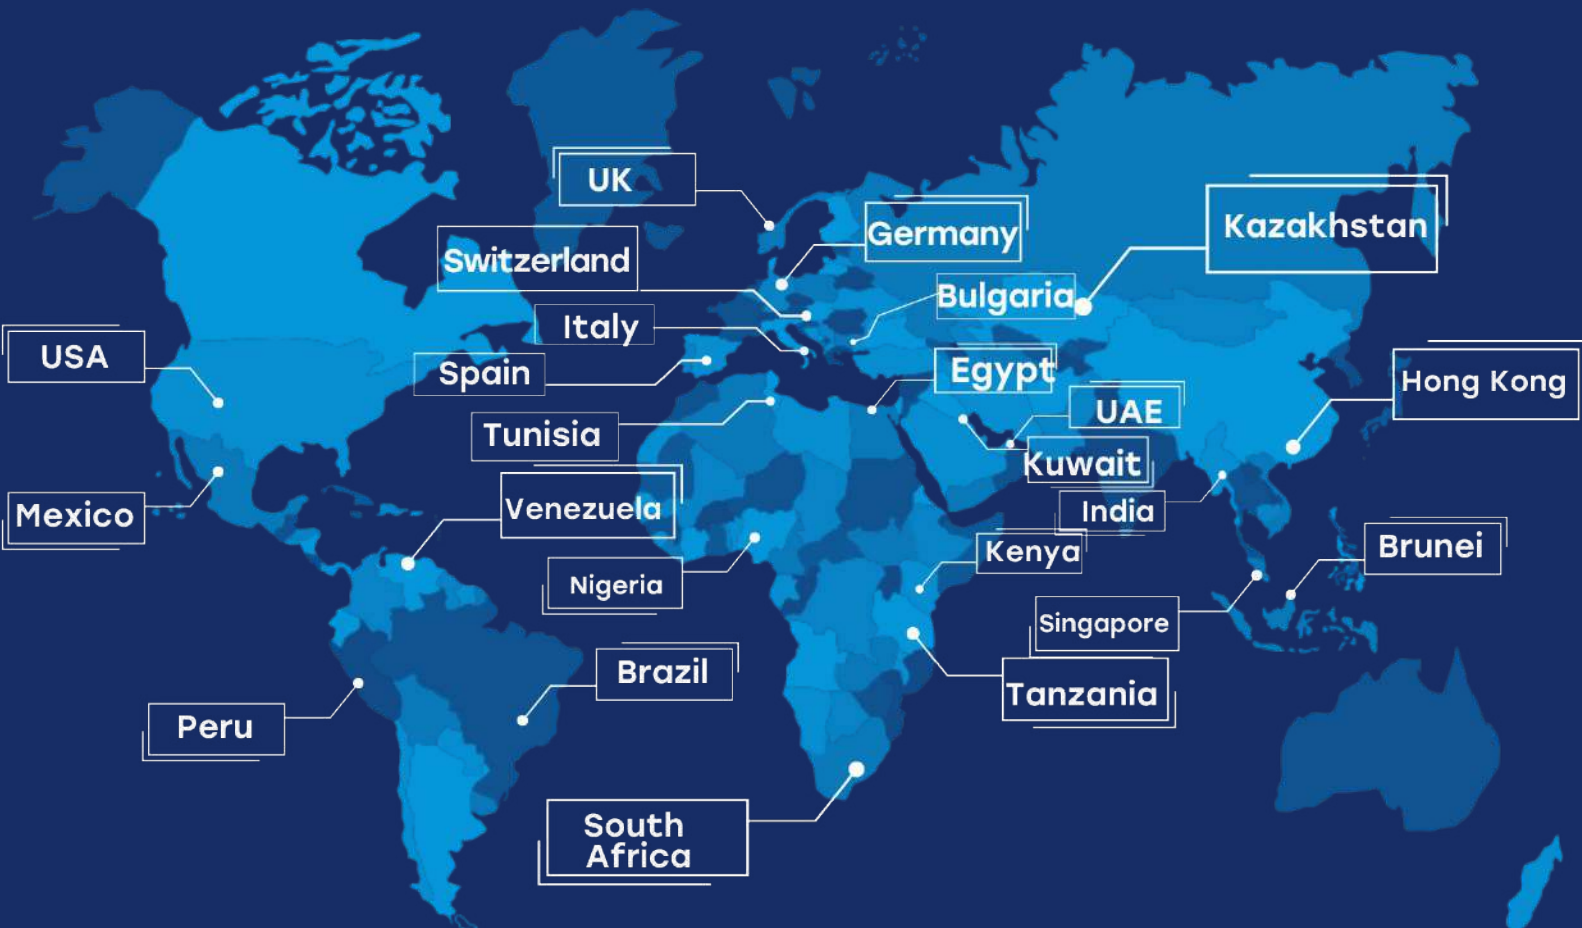 UK
Germany
Kazakhstan
Switzerland
Bulgaria
Italy
USA
Spain
Egypt
Hong Kong
UAE
Tunisia
Kuwait
Venezuela
Mexico
India
Kenya
Brunei
Nigeria
Singapore
Brazil
Tanzania
Peru
South
Africa